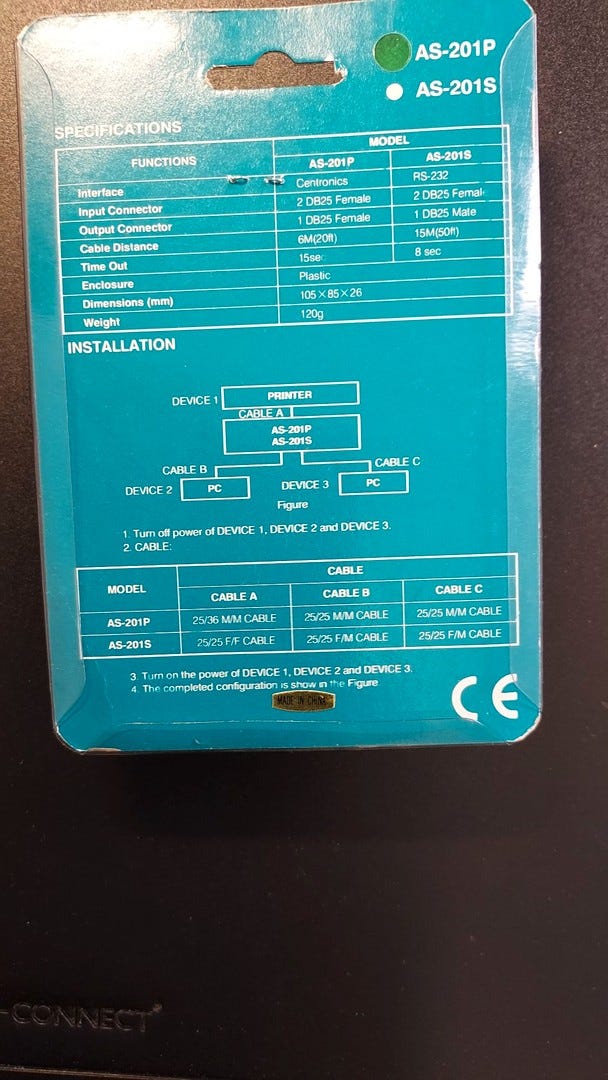 AS-201P
AS-201S
SPECIFICATIONS
FUNCTIONS MODEL
AS-201P AS-201S
Interface Centronics RS-232
Input Connector 2 DB25 Female 2 DB25 Femal
Output Connector 1 DB25 Female 1 DB25 Male
Cable Distance 6M(20ft) 15M(50ft)
Time Out 15sec 8 sec
Enclosure Plastic
Dimensions (mm) 105×85×26
Weight 120g
INSTALLATION
DEVICE 1 PRINTER
CABLE A
AS-201P
AS-201S
CABLE B CABLE C
DEVICE 2 PC DEVICE 3 PC
Figure
1. Turn off power of DEVICE 1, DEVICE 2 and DEVICE 3.
2. CABLE:
MODEL CABLE
CABLE A CABLE B CABLE C
AS-201P 25/36 M/M CABLE 25/25 M/M CABLE 25/25 M/M CABLE
AS-201S 25/25 F/F CABLE 25/25 F/M CABLE 25/25 F/M CABLE
3. Turn on the power of DEVICE 1, DEVICE 2 and DEVICE 3.
4. The completed configuration is show in the Figure
MADE IN CHINA
CE
-CONNECT